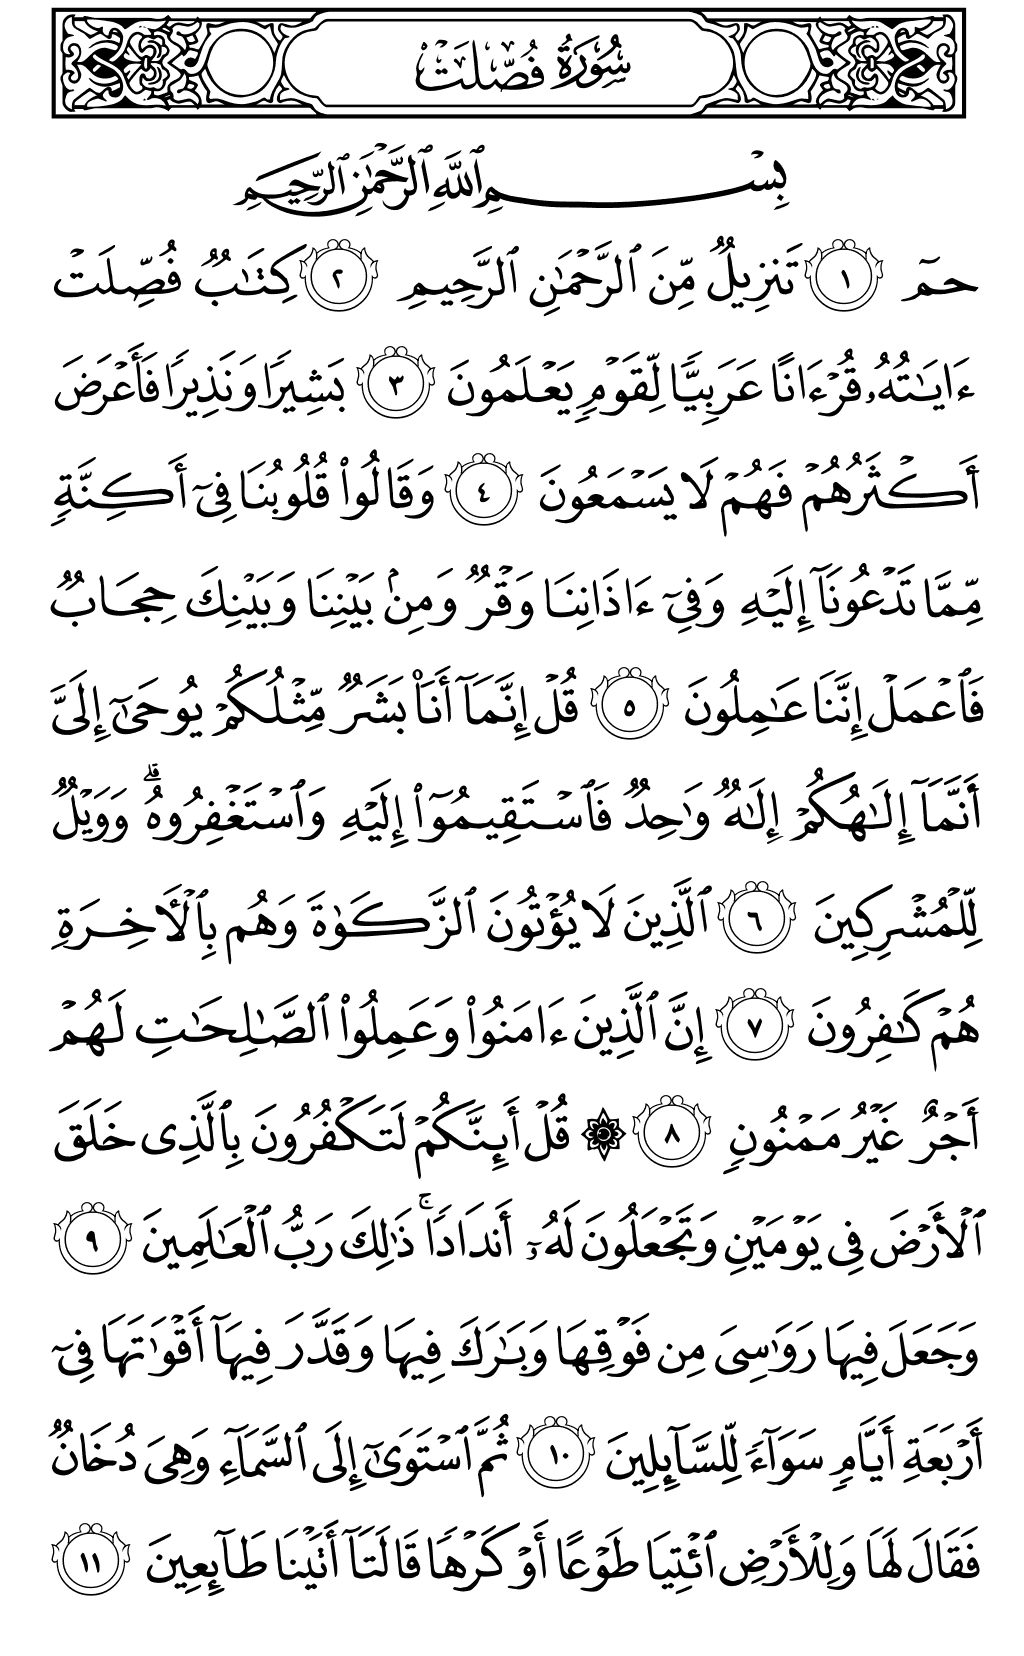 سُورَةُ فُصِّلَتْ
بِسْمِ ٱللَّهِ ٱلرَّحْمَٰنِ ٱلرَّحِيمِ
حمٓ ١ تَنزِيلٌ مِّنَ ٱلرَّحْمَٰنِ ٱلرَّحِيمِ ٢ كِتَٰبٌ فُصِّلَتْ
ءَايَٰتُهُۥ قُرْءَانًا عَرَبِيًّا لِّقَوْمٍ يَعْلَمُونَ ٣ بَشِيرًا وَنَذِيرًا فَأَعْرَضَ
أَكْثَرُهُمْ فَهُمْ لَا يَسْمَعُونَ ٤ وَقَالُوا۟ قُلُوبُنَا فِىٓ أَكِنَّةٍ
مِّمَّا تَدْعُونَآ إِلَيْهِ وَفِىٓ ءَاذَانِنَا وَقْرٌ وَمِنۢ بَيْنِنَا وَبَيْنِكَ حِجَابٌ
فَٱعْمَلْ إِنَّنَا عَٰمِلُونَ ٥ قُلْ إِنَّمَآ أَنَا۠ بَشَرٌ مِّثْلُكُمْ يُوحَىٰٓ إِلَىَّ
أَنَّمَآ إِلَٰهُكُمْ إِلَٰهٌ وَٰحِدٌ فَٱسْتَقِيمُوٓا۟ إِلَيْهِ وَٱسْتَغْفِرُوهُ ۗ وَوَيْلٌ
لِّلْمُشْرِكِينَ ٦ ٱلَّذِينَ لَا يُؤْتُونَ ٱلزَّكَوٰةَ وَهُم بِٱلْأَخِرَةِ
هُمْ كَٰفِرُونَ ٧ إِنَّ ٱلَّذِينَ ءَامَنُوا۟ وَعَمِلُوا۟ ٱلصَّٰلِحَٰتِ لَهُمْ
أَجْرٌ غَيْرُ مَمْنُونٍ ٨ ۞ قُلْ أَئِنَّكُمْ لَتَكْفُرُونَ بِٱلَّذِى خَلَقَ
ٱلْأَرْضَ فِى يَوْمَيْنِ وَتَجْعَلُونَ لَهُۥٓ أَندَادًا ۚ ذَٰلِكَ رَبُّ ٱلْعَٰلَمِينَ ٩
وَجَعَلَ فِيهَا رَوَٰسِىَ مِن فَوْقِهَا وَبَٰرَكَ فِيهَا وَقَدَّرَ فِيهَآ أَقْوَٰتَهَا فِىٓ
أَرْبَعَةِ أَيَّامٍ سَوَآءً لِّلسَّآئِلِينَ ١٠ ثُمَّ ٱسْتَوَىٰٓ إِلَى ٱلسَّمَآءِ وَهِىَ دُخَانٌ
فَقَالَ لَهَا وَلِلْأَرْضِ ٱئْتِيَا طَوْعًا أَوْ كَرْهًا قَالَتَآ أَتَيْنَا طَآئِعِينَ ١١